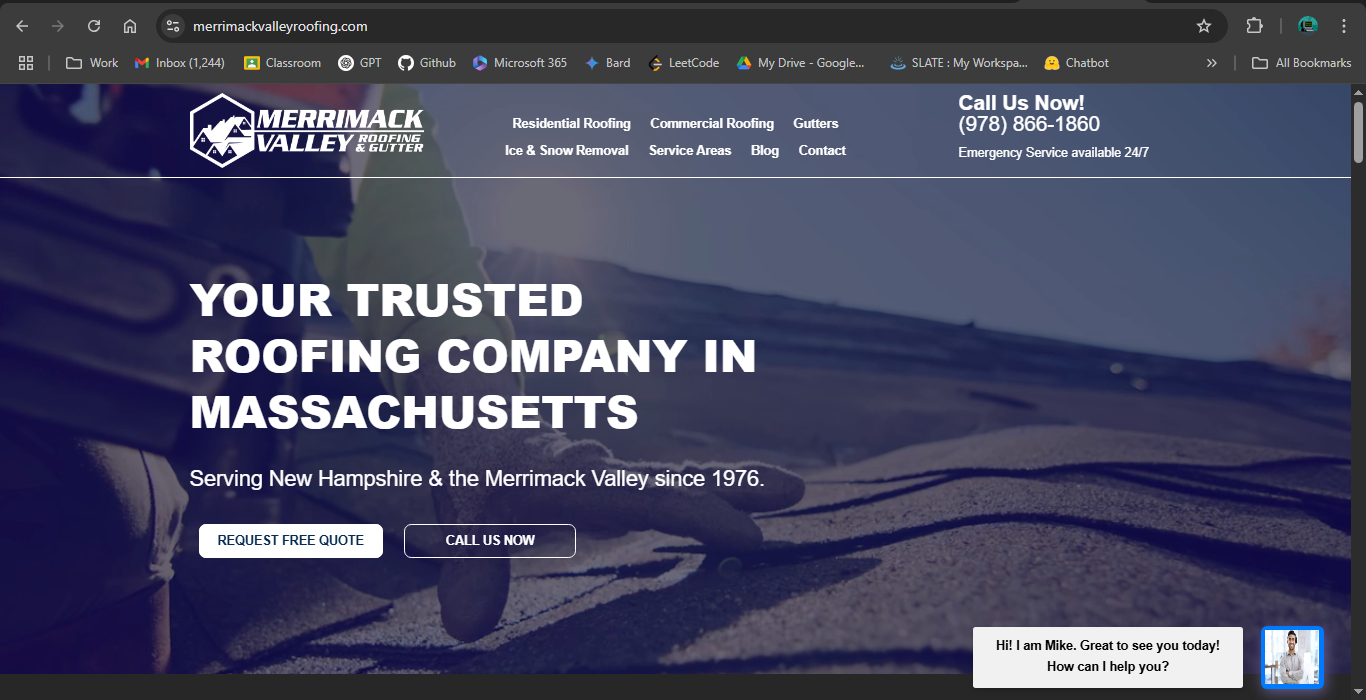 merrimackvalleyroofing.com
Work Inbox (1,244) Classroom GPT Github Microsoft 365 Bard LeetCode My Drive - Google... SLATE : My Workspa... Chatbot » All Bookmarks
MERRIMACK
VALLEY ROOFING
& GUTTER
Residential Roofing Commercial Roofing Gutters
Ice & Snow Removal Service Areas Blog Contact
Call Us Now!
(978) 866-1860
Emergency Service available 24/7
YOUR TRUSTED
ROOFING COMPANY IN
MASSACHUSETTS
Serving New Hampshire & the Merrimack Valley since 1976.
REQUEST FREE QUOTE CALL US NOW
Hi! I am Mike. Great to see you today!
How can I help you?